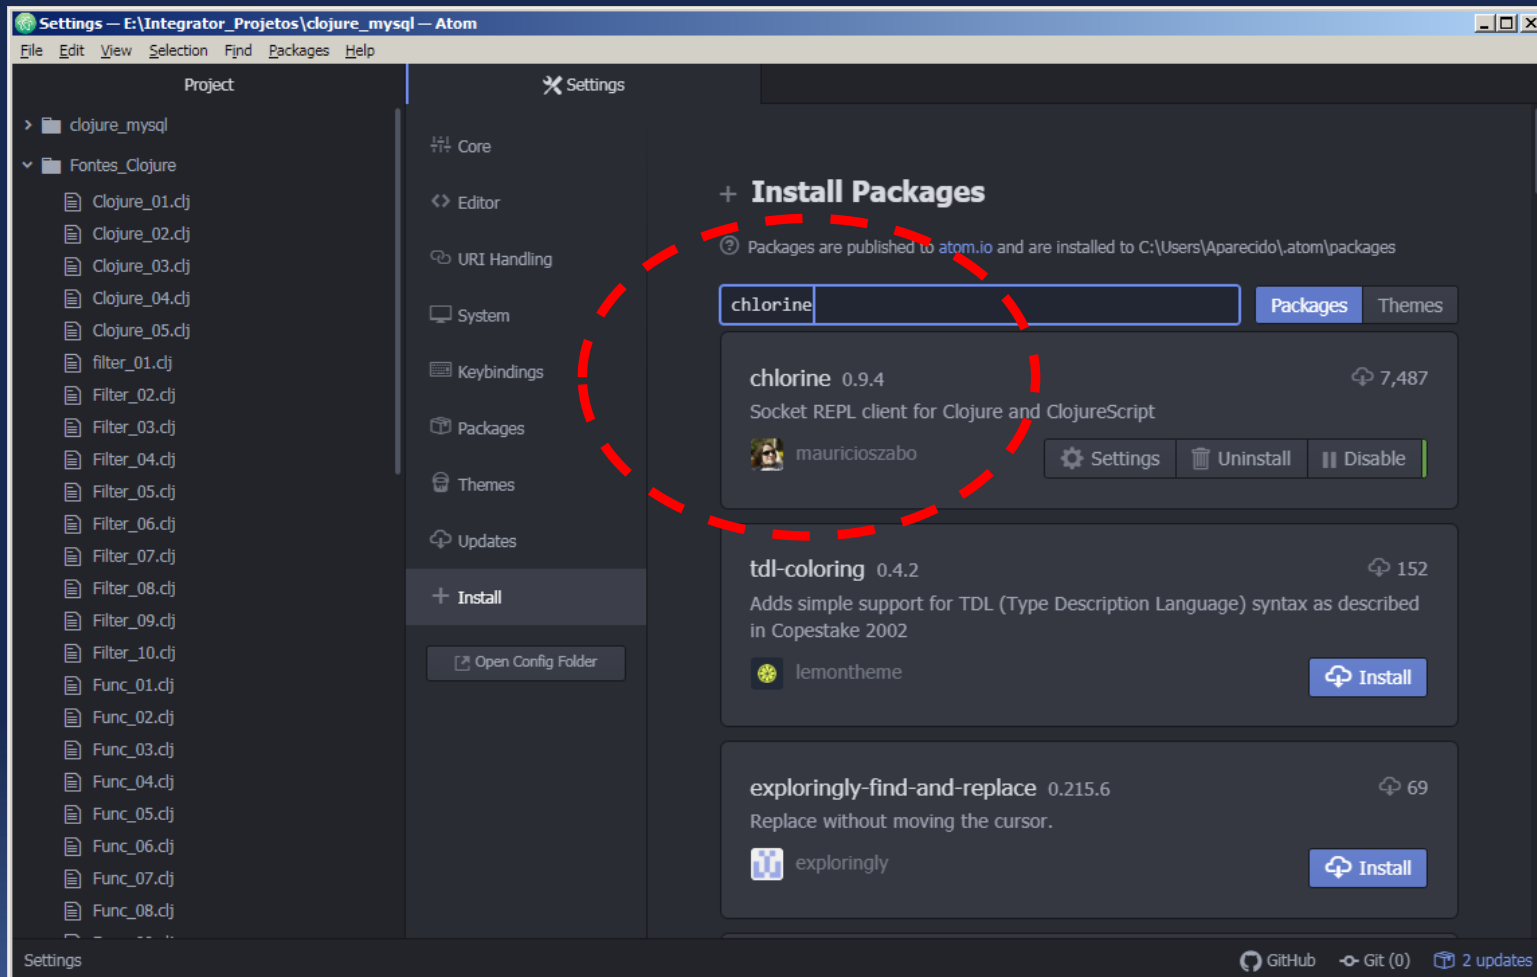 Settings — E:\Integrator_Projetos\clojure_mysql — Atom
File Edit View Selection Find Packages Help
Project
clojure_mysql
Fontes_Clojure
Clojure_01.clj
Clojure_02.clj
Clojure_03.clj
Clojure_04.clj
Clojure_05.clj
filter_01.clj
Filter_02.clj
Filter_03.clj
Filter_04.clj
Filter_05.clj
Filter_06.clj
Filter_07.clj
Filter_08.clj
Filter_09.clj
Filter_10.clj
Func_01.clj
Func_02.clj
Func_03.clj
Func_04.clj
Func_05.clj
Func_06.clj
Func_07.clj
Func_08.clj
Settings
Core
Editor
URI Handling
System
Keybindings
Packages
Themes
Updates
Install
Open Config Folder
Install Packages
Packages are published to atom.io and are installed to C:\Users\Aparecido\.atom\packages
chlorine
Packages Themes
chlorine 0.9.4 7,487
Socket REPL client for Clojure and ClojureScript
mauricioszabo
Settings Uninstall Disable
tdl-coloring 0.4.2 152
Adds simple support for TDL (Type Description Language) syntax as described
in Copestake 2002
lemontheme
Install
exploringly-find-and-replace 0.215.6 69
Replace without moving the cursor.
exploringly
Install
Settings
GitHub Git (0) 2 updates